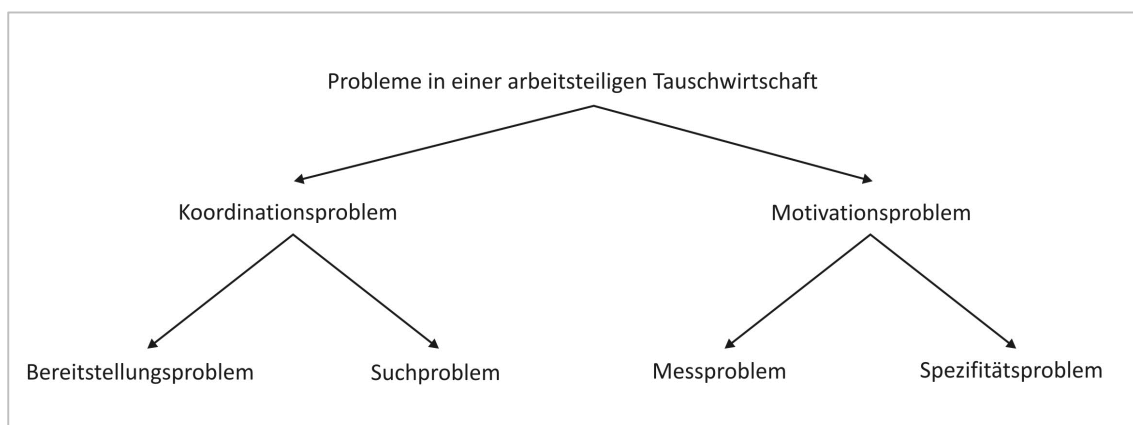 Probleme in einer arbeitsteiligen Tauschwirtschaft
Koordinationsproblem
Motivationsproblem
Bereitstellungsproblem
Suchproblem
Messproblem
Spezifitätsproblem